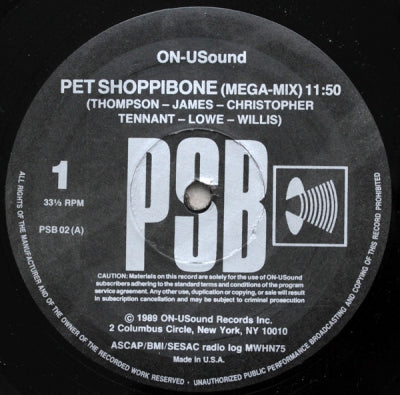 ON-USound
PET SHOPPIBONE (MEGA-MIX) 11:50
(THOMPSON – JAMES – CHRISTOPHER
TENNANT – LOWE – WILLIS)
1
33⅓ RPM
PSB 02 (A)
PSB
CAUTION: Materials on this record are solely for the use of ON-USound
subscribers adhering to the standard terms and conditions of the program
service agreement. Any other use, duplication or copying, or sale will result
in subscription cancellation and may be subject to criminal prosecution
© 1989 ON-USound Records Inc.
2 Columbus Circle, New York, NY 10010
ASCAP/BMI/SESAC radio log MWHN75
Made in U.S.A.
ALL RIGHTS OF THE MANUFACTURER AND OF THE OWNER OF THE RECORDED WORK RESERVED • UNAUTHORIZED PUBLIC PERFORMANCE BROADCASTING AND COPYING OF THIS RECORD PROHIBITED